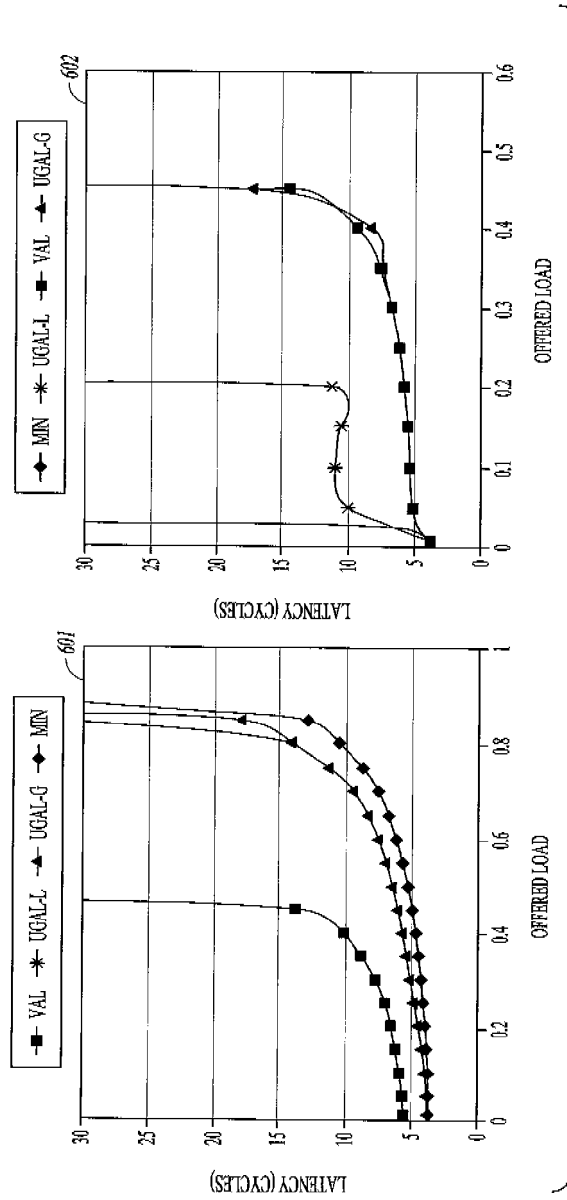 601
VAL UGAL-L UGAL-G MIN
30
25
20
15
10
5
0
LATENCY (CYCLES)
0 0.2 0.4 0.6 0.8 1
OFFERED LOAD
602
MIN UGAL-L VAL UGAL-G
30
25
20
15
10
5
0
LATENCY (CYCLES)
0 0.1 0.2 0.3 0.4 0.5 0.6
OFFERED LOAD